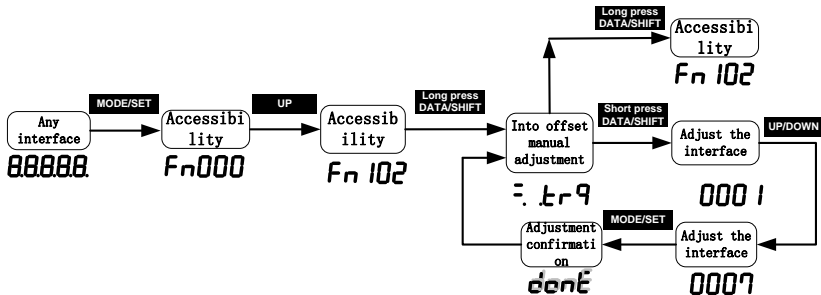 Long press
DATA/SHIFT
Accessibi
lity
Fn 102
MODE/SET
UP
Long press
DATA/SHIFT
Short press
DATA/SHIFT
UP/DOWN
Any
interface
8.8.8.8.8.
Accessibi
lity
Fn000
Accessib
ility
Fn 102
Into offset
manual
adjustment
Adjust the
interface
0001
MODE/SET
Adjustment
confirmati
on
Adjust the
interface
0007